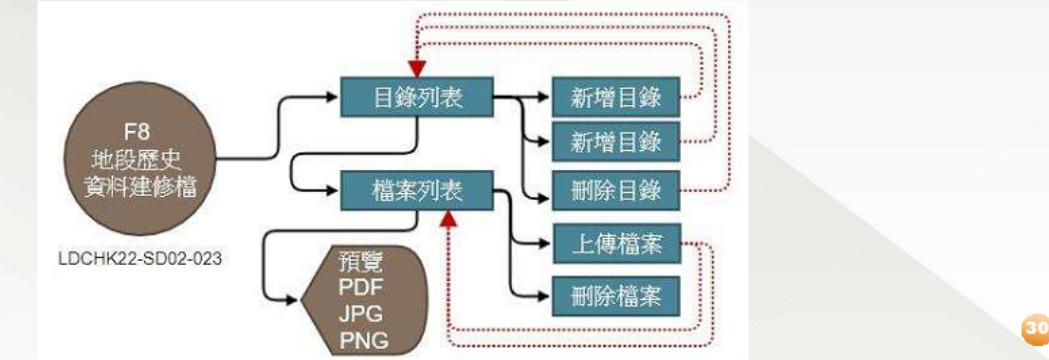 F8
地段歷史
資料建修檔
LDCHK22-SD02-023
目錄列表
檔案列表
預覽
PDF
JPG
PNG
新增目錄
新增目錄
刪除目錄
上傳檔案
刪除檔案
30